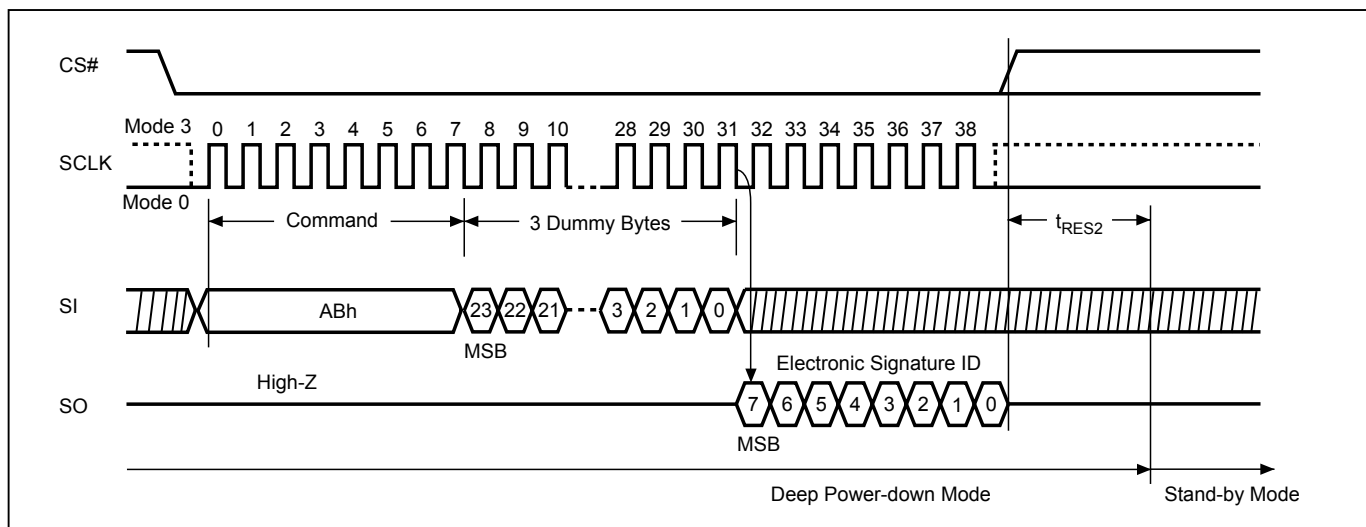 CS#
Mode 3 0 1 2 3 4 5 6 7 8 9 10 28 29 30 31 32 33 34 35 36 37 38
SCLK
Mode 0
Command 3 Dummy Bytes tRES2
SI ABh 23 22 21 3 2 1 0
MSB
Electronic Signature ID
High-Z
SO 7 6 5 4 3 2 1 0
MSB
Deep Power-down Mode Stand-by Mode